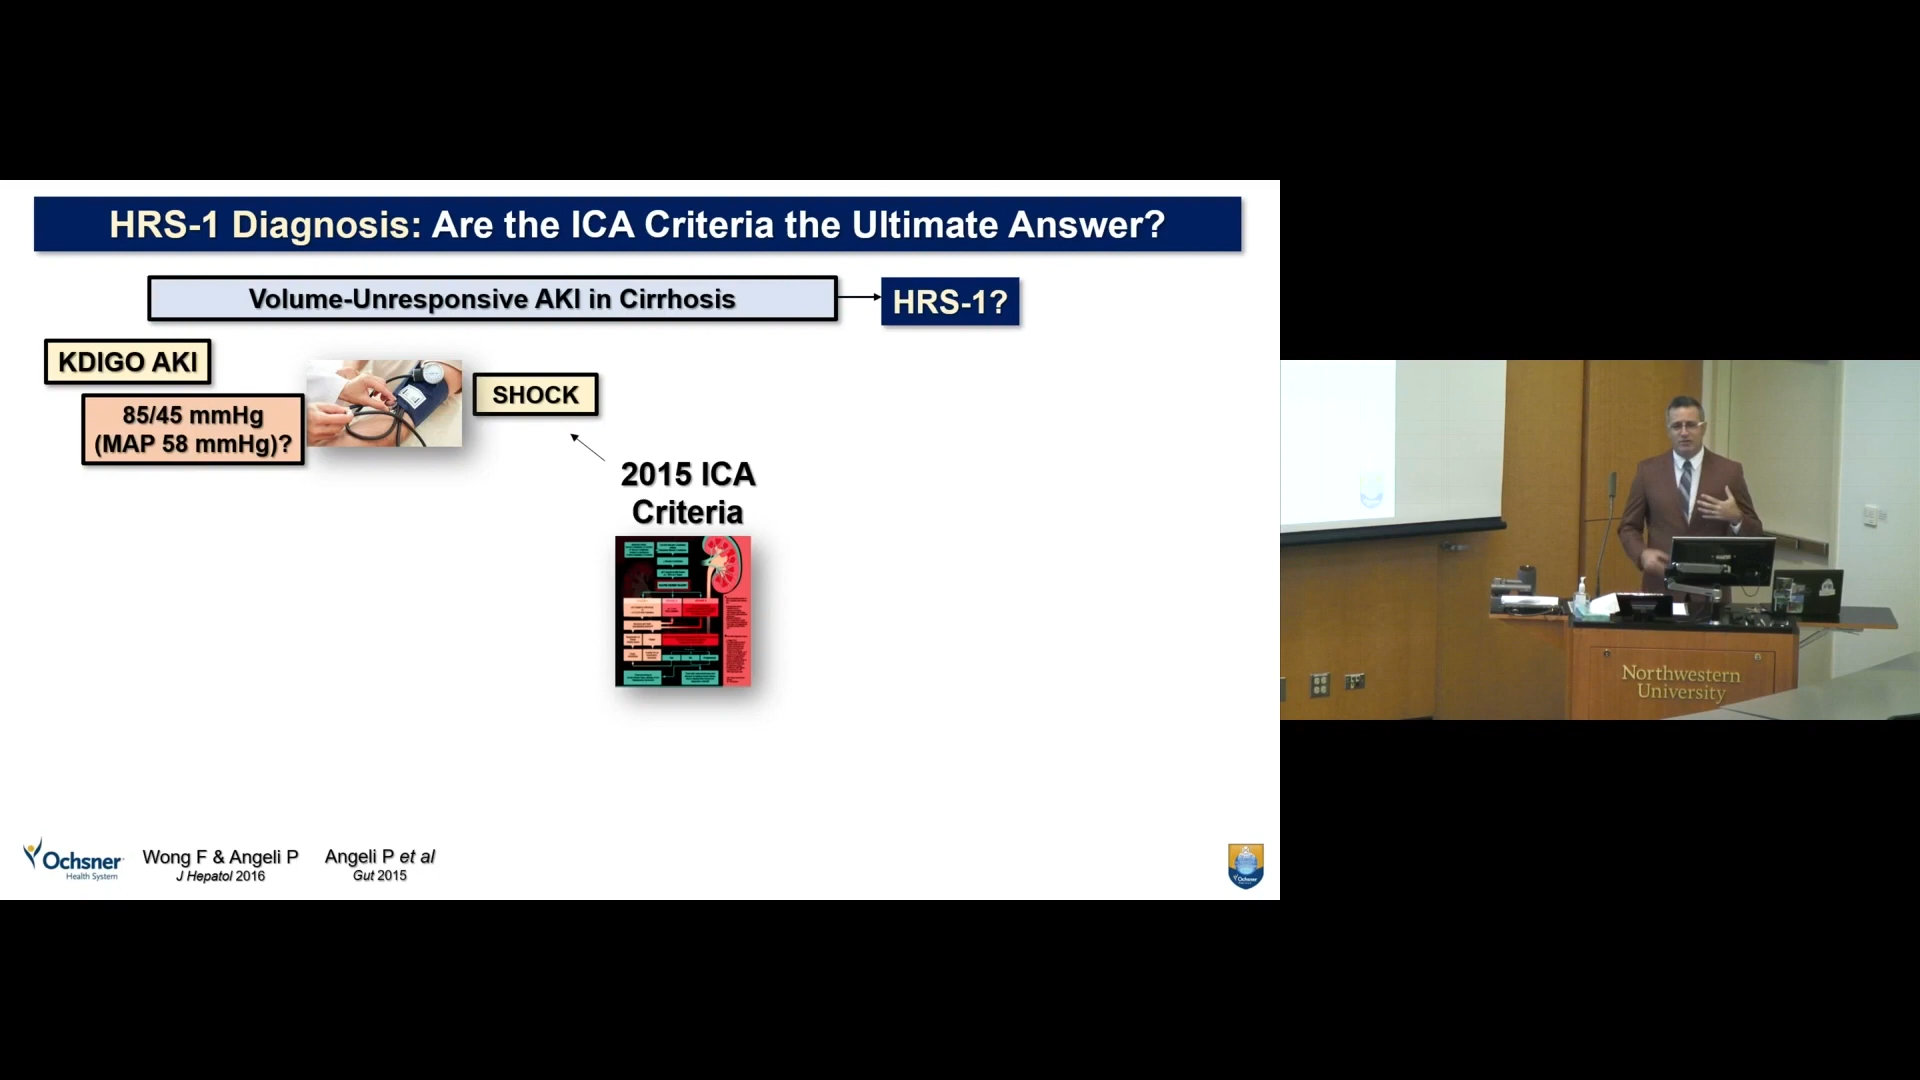 HRS-1 Diagnosis: Are the ICA Criteria the Ultimate Answer?
Volume-Unresponsive AKI in Cirrhosis
HRS-1?
KDIGO AKI
85/45 mmHg
(MAP 58 mmHg)?
SHOCK
2015 ICA
Criteria
Ochsner
Health System
Wong F & Angeli P
J Hepatol 2016
Angeli P et al
Gut 2015
Ochsner
Northwestern
University